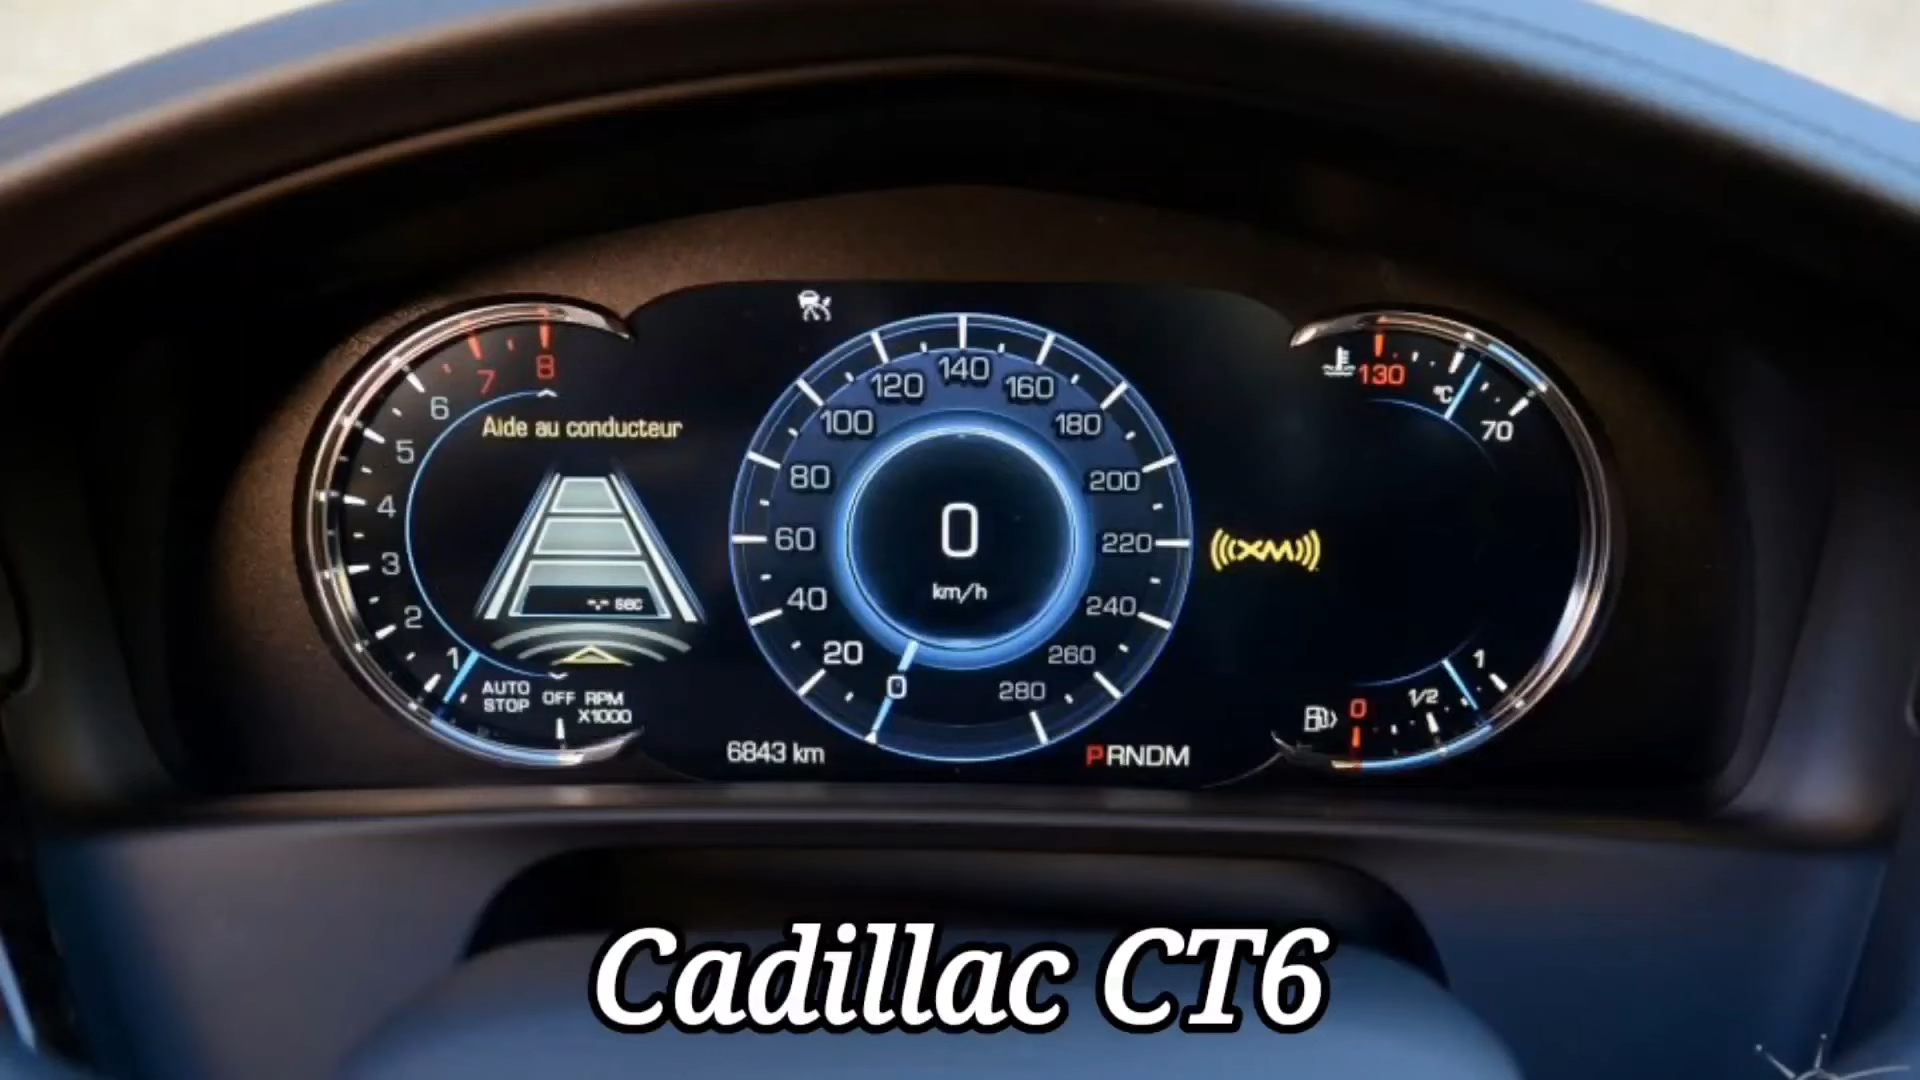 8
7
6
5
4
3
2
1
Aide au conducteur
-.- sec
AUTO
STOP
OFF
RPM
X1000
0
20
40
60
80
100
120
140
160
180
200
220
240
260
280
0
km/h
6843 km
PRNDM
XM
130
°C
70
1
1/2
0
Cadillac CT6